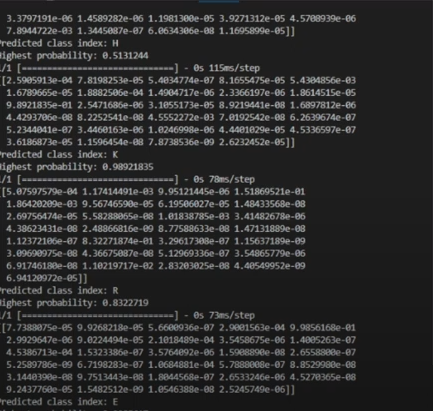 3.3797191e-06 1.4589282e-06 1.1981300e-05 3.9271312e-05 4.5708939e-06
7.8944722e-03 1.3445087e-07 6.0634306e-08 1.1695899e-05]]
Predicted class index: H
Highest probability: 0.5131244
1/1 [==============================] - 0s 115ms/step
[[2.5905913e-04 7.8198253e-05 5.4034774e-07 8.1655475e-05 5.4304856e-03
1.6789665e-05 1.8882506e-04 1.4904717e-06 2.3366197e-06 1.8614515e-05
9.8921835e-01 2.5471686e-06 3.1055173e-05 8.9219441e-08 1.6897812e-06
4.4293706e-08 8.2252541e-08 4.5552272e-03 7.0192542e-08 6.2639674e-07
5.2344041e-07 3.4460163e-06 1.0246998e-06 4.4401029e-05 4.5336597e-07
3.6186873e-05 1.1596454e-08 7.8738536e-09 2.6232452e-05]]
Predicted class index: K
Highest probability: 0.98921835
1/1 [==============================] - 0s 78ms/step
[[5.07597579e-04 1.17414491e-03 9.95121445e-06 1.51869521e-01
1.86420209e-03 9.56746590e-05 6.19506027e-05 1.48433568e-08
2.69756474e-05 5.58288065e-08 1.01838785e-03 3.41482678e-06
4.38623431e-08 2.48866816e-09 8.77588633e-08 1.47131889e-08
1.12372106e-07 8.32271874e-01 3.29617308e-07 1.15637189e-09
3.09690975e-08 4.36675087e-08 5.12969336e-07 3.54865779e-06
6.91746180e-08 1.10219717e-02 2.83203025e-08 4.40549952e-09
6.94120972e-05]]
Predicted class index: R
Highest probability: 0.8322719
1/1 [==============================] - 0s 73ms/step
[[7.7388075e-05 9.9268218e-05 5.6600936e-07 2.9001563e-04 9.9856168e-01
2.9929647e-06 9.0224494e-05 2.1018489e-04 3.5458675e-06 1.4005263e-07
4.5386713e-04 1.5323386e-07 3.5764092e-06 1.5908890e-08 2.6558800e-07
5.2589786e-09 6.7198283e-07 1.0684881e-04 5.7888008e-07 8.8529980e-08
3.1440390e-08 9.7513443e-08 1.8044568e-07 2.6533246e-06 4.5270365e-08
9.2437760e-05 1.5482512e-09 1.0546388e-08 2.5245749e-06]]
Predicted class index: E